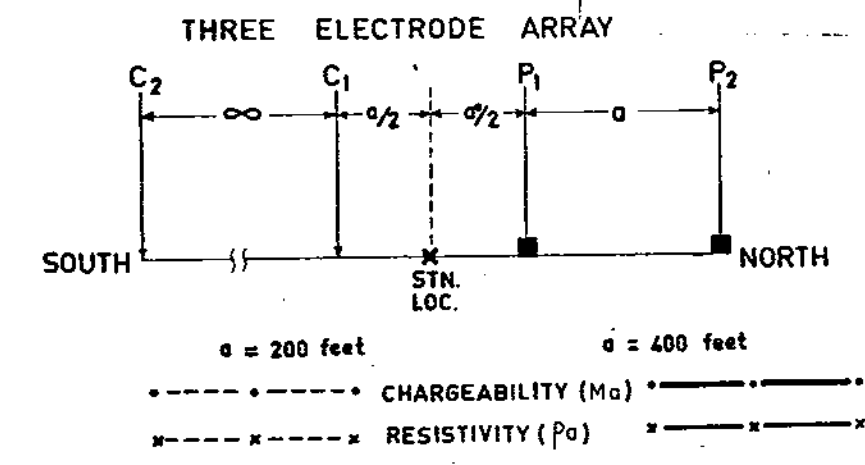 THREE ELECTRODE ARRAY
C2 C1 P1 P2
∞ a/2 a/2 a
SOUTH NORTH
STN.
LOC.
a = 200 feet a = 400 feet
CHARGEABILITY (Ma)
RESISTIVITY (ρa)